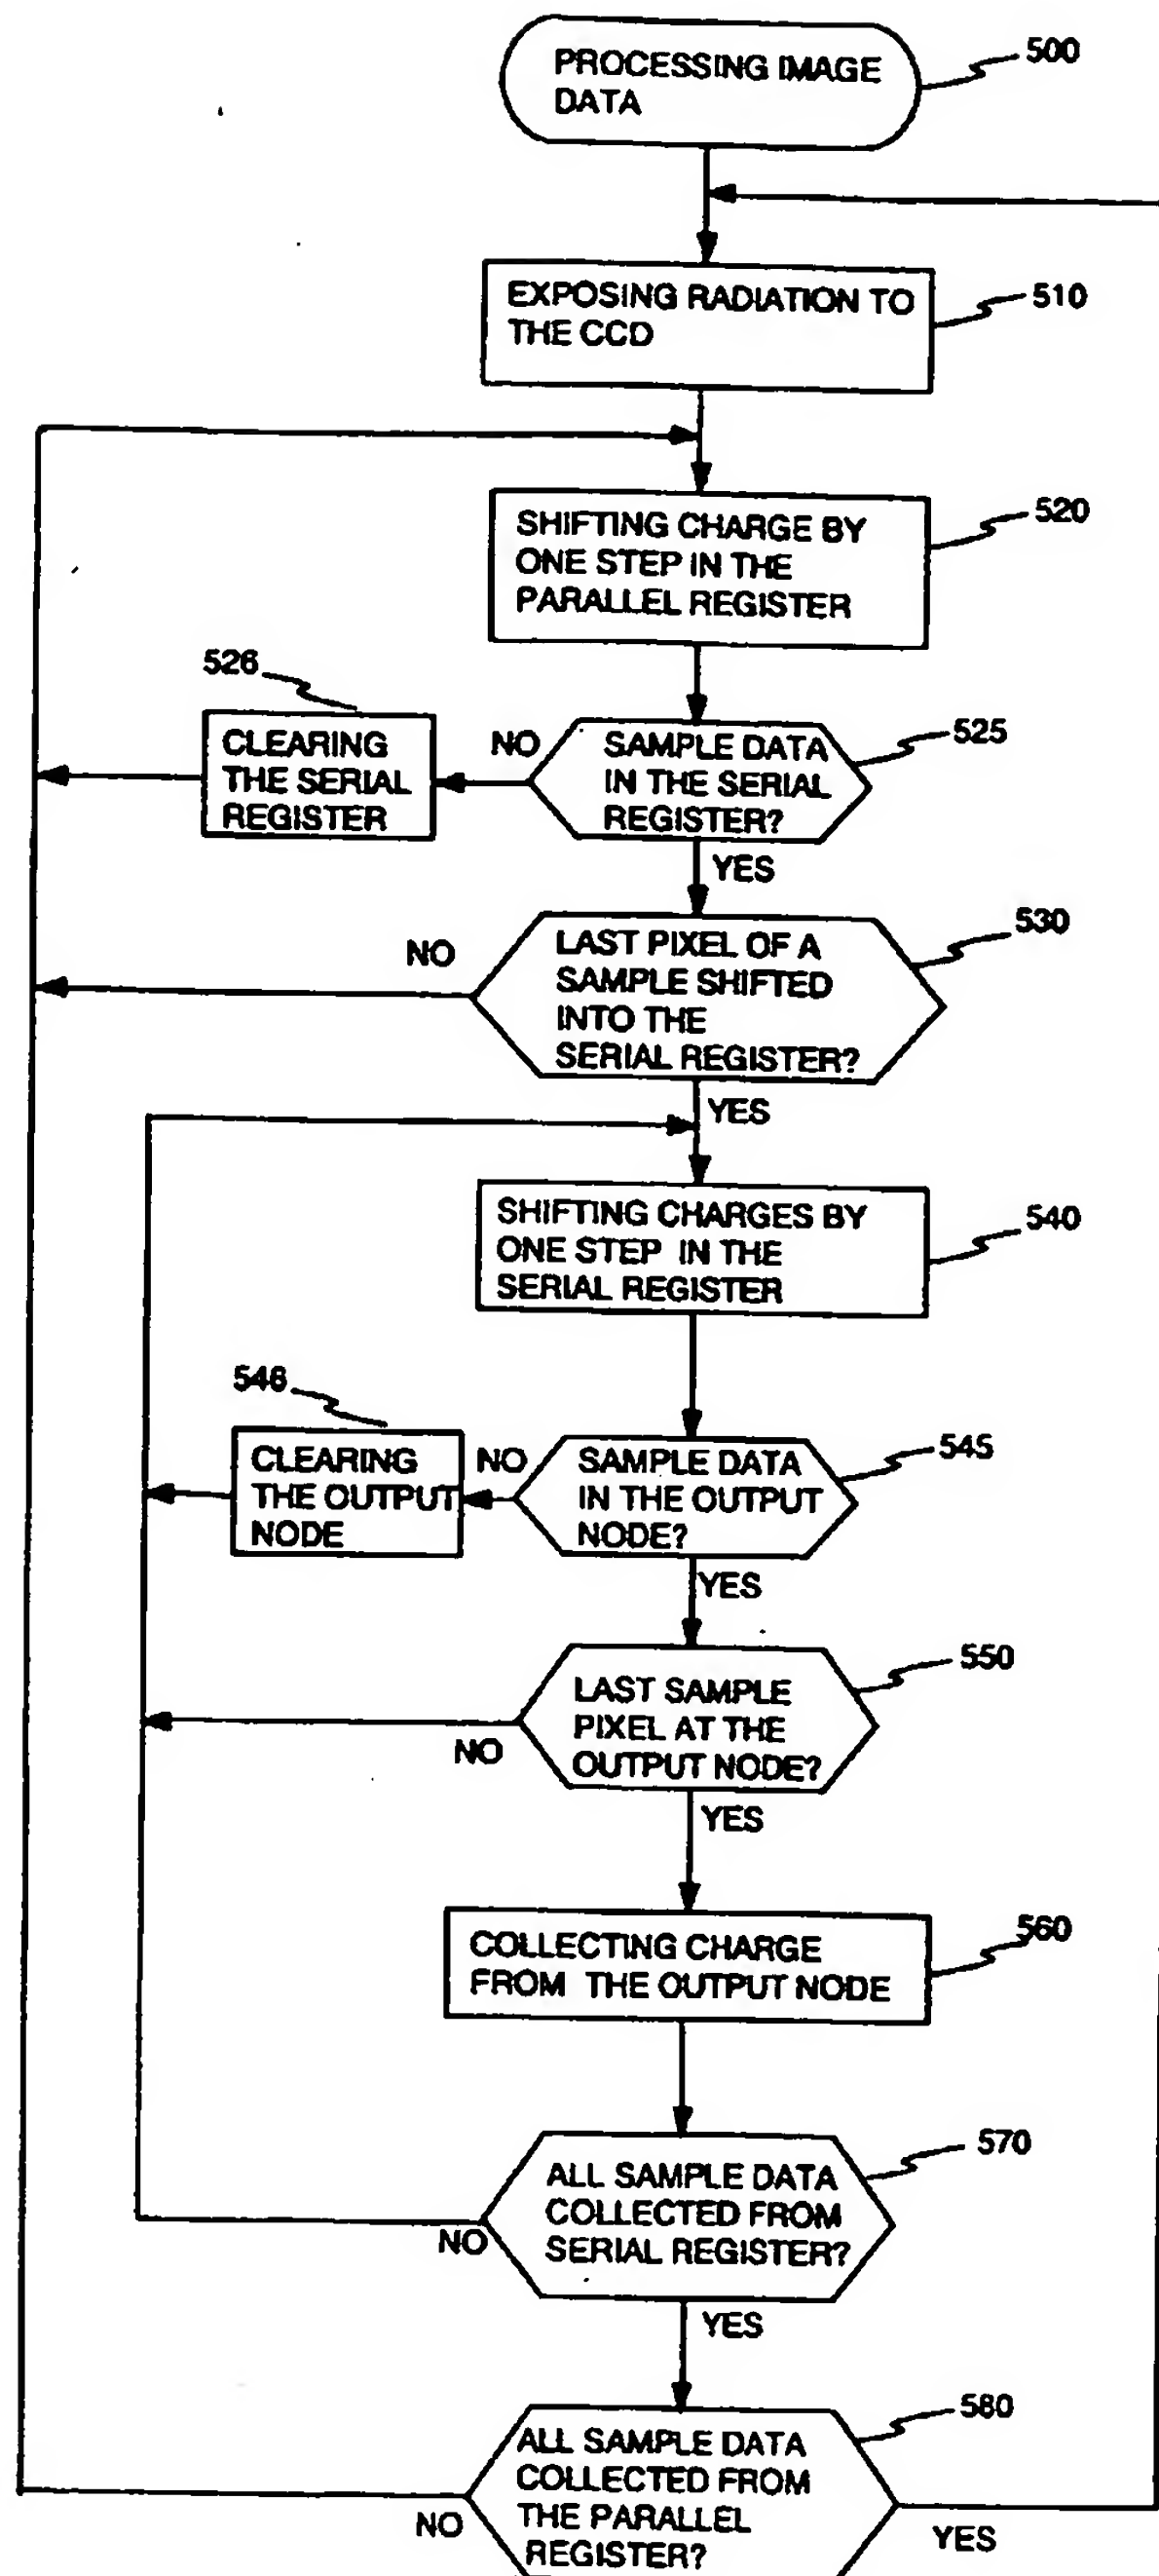 PROCESSING IMAGE
DATA
500
EXPOSING RADIATION TO
THE CCD
510
SHIFTING CHARGE BY
ONE STEP IN THE
PARALLEL REGISTER
520
526
CLEARING
THE SERIAL
REGISTER
NO
SAMPLE DATA
IN THE SERIAL
REGISTER?
525
YES
NO
LAST PIXEL OF A
SAMPLE SHIFTED
INTO THE
SERIAL REGISTER?
530
YES
SHIFTING CHARGES BY
ONE STEP IN THE
SERIAL REGISTER
540
546
CLEARING
THE OUTPUT
NODE
NO
SAMPLE DATA
IN THE OUTPUT
NODE?
545
YES
LAST SAMPLE
PIXEL AT THE
OUTPUT NODE?
550
NO
YES
COLLECTING CHARGE
FROM THE OUTPUT NODE
560
ALL SAMPLE DATA
COLLECTED FROM
SERIAL REGISTER?
570
NO
YES
ALL SAMPLE DATA
COLLECTED FROM
THE PARALLEL
REGISTER?
580
NO
YES